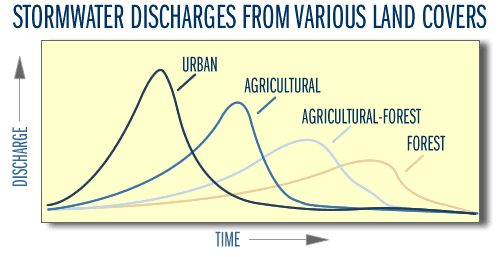 STORMWATER DISCHARGES FROM VARIOUS LAND COVERS
URBAN
AGRICULTURAL
AGRICULTURAL-FOREST
FOREST
DISCHARGE
TIME